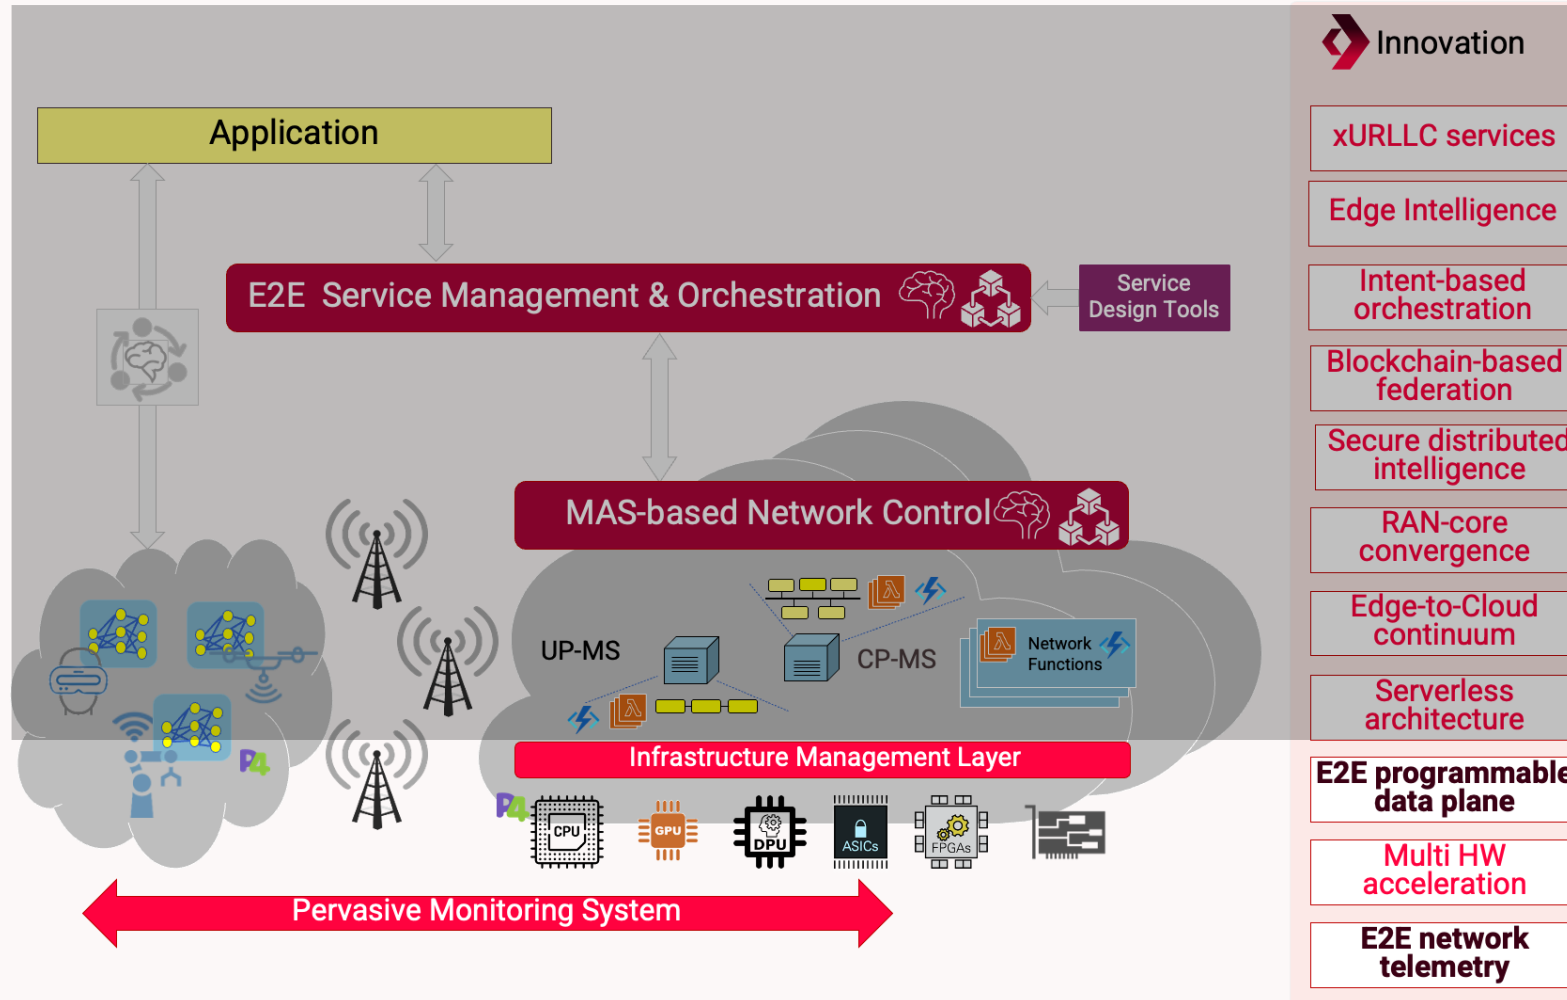 Innovation
Application
xURLLC services
Edge Intelligence
E2E Service Management & Orchestration
Service
Design Tools
Intent-based
orchestration
Blockchain-based
federation
Secure distributed
intelligence
MAS-based Network Control
RAN-core
convergence
λ
UP-MS
CP-MS
λ
Network
Functions
Edge-to-Cloud
continuum
λ
Serverless
architecture
P4
Infrastructure Management Layer
E2E programmable
data plane
P4
CPU
GPU
DPU
ASICs
FPGAs
Multi HW
acceleration
Pervasive Monitoring System
E2E network
telemetry